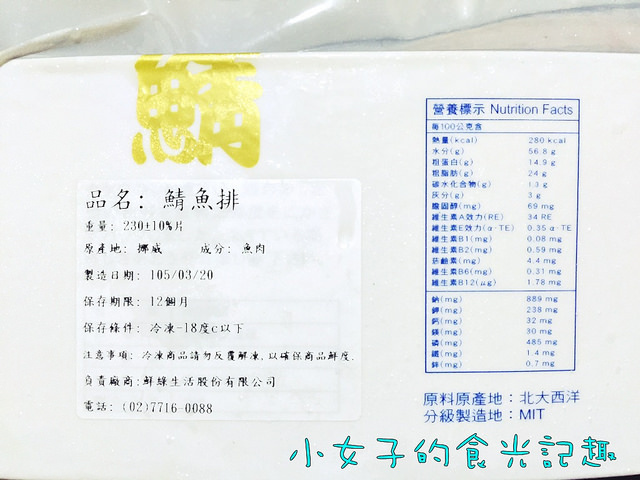 鯖
品名: 鯖魚排
重量: 230±10%片
原產地: 挪威 成分: 魚肉
製造日期: 105/03/20
保存期限: 12個月
保存條件: 冷凍-18度c以下
注意事項: 冷凍商品請勿反覆解凍、以確保商品鮮度.
負責廠商:鮮綠生活股份有限公司
電話: (02)7716-0088
營養標示 Nutrition Facts
每100公克含
熱量(kcal) 280 kcal
水分(g) 56.8 g
粗蛋白(g) 14.9 g
粗脂肪(g) 24 g
碳水化合物(g) 1.3 g
灰分(g) 3 g
膽固醇(mg) 69 mg
維生素A效力(RE) 34 RE
維生素E效力(α-TE) 0.35 α-TE
維生素B1(mg) 0.08 mg
維生素B2(mg) 0.59 mg
菸鹼素(mg) 4.4 mg
維生素B6(mg) 0.31 mg
維生素B12(μg) 1.78 mg
鈉(mg) 889 mg
鉀(mg) 238 mg
鈣(mg) 32 mg
鎂(mg) 30 mg
磷(mg) 485 mg
鐵(mg) 1.4 mg
鋅(mg) 0.7 mg
原料原產地：北大西洋
分級製造地：MIT
小女子的食光記趣